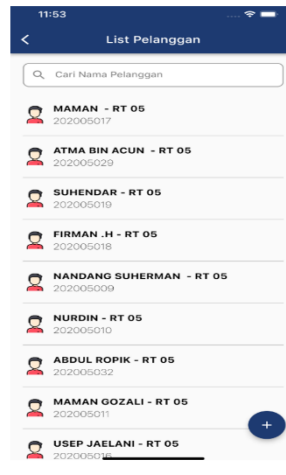 11:53
List Pelanggan
Cari Nama Pelanggan
MAMAN - RT 05
202005017
ATMA BIN ACUN - RT 05
202005029
SUHENDAR - RT 05
202005019
FIRMAN .H - RT 05
202005018
NANDANG SUHERMAN - RT 05
202005009
NURDIN - RT 05
202005010
ABDUL ROPIK - RT 05
202005032
MAMAN GOZALI - RT 05
202005011
+
USEP JAELANI - RT 05
202005016